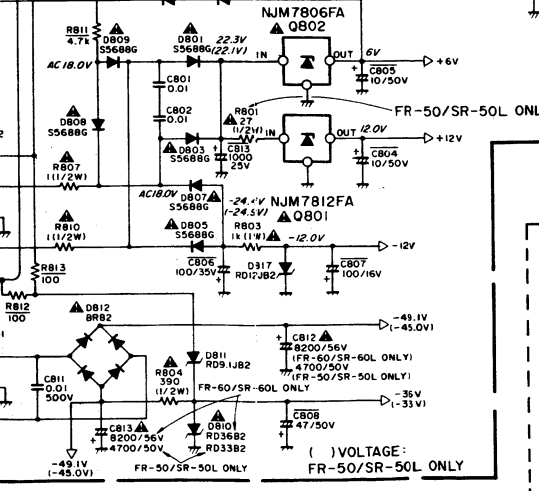 NJM7806FA
Q802
R811
4.7k
D809
S5688G
D801
S5688G
22.3V
(22.1V)
IN
OUT
6V
+6V
AC18.0V
C801
0.01
C805
10/50V
C802
0.01
R801
27
(1/2W)
FR-50/SR-50L ONL
D808
S5688G
IN
OUT
12.0V
+12V
D803
S5688G
C813
1000
25V
C804
10/50V
R807
1(1/2W)
AC18.0V
D807
S5688G
(-24.5V)
NJM7812FA
Q801
R810
1(1/2W)
D805
S5688G
R803
1k(1W)
-12.0V
-12V
R813
100
C806
100/35V
D817
RD12JB2
C807
100/16V
R812
100
D812
BRB2
-49.1V
(-45.0V)
C812
8200/56V
(FR-60/SR-60L ONLY)
4700/50V
(FR-50/SR-50L ONLY)
D811
RD9.1JB2
R804
390
(1/2W)
C811
0.01
500V
FR-60/SR-60L ONLY
-36V
(-33V)
C813
8200/56V
4700/50V
D810
RD36B2
RD33B2
C808
47/50V
-49.1V
(-45.0V)
FR-50/SR-50L ONLY
( )VOLTAGE:
FR-50/SR-50L ONLY